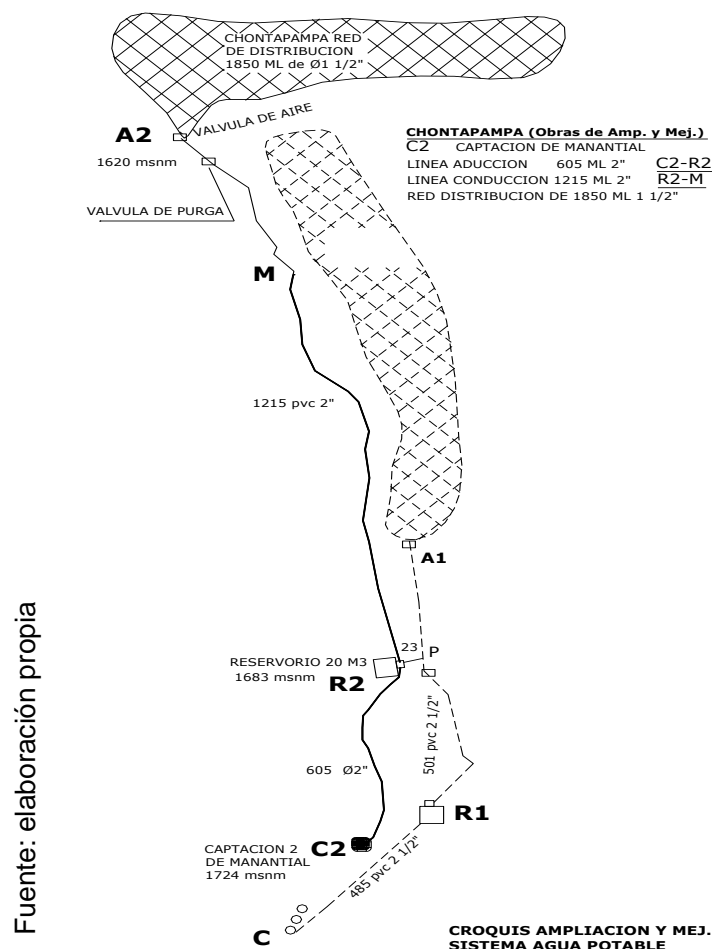 CHONTAPAMPA RED
DE DISTRIBUCION
1850 ML de Ø1 1/2"
VALVULA DE AIRE
A2
1620 msnm
VALVULA DE PURGA
CHONTAPAMPA (Obras de Amp. y Mej.)
C2 CAPTACION DE MANANTIAL
LINEA ADUCCION 605 ML 2" C2-R2
LINEA CONDUCCION 1215 ML 2" R2-M
RED DISTRIBUCION DE 1850 ML 1 1/2"
M
1215 pvc 2"
A1
23
P
RESERVORIO 20 M3
1683 msnm
R2
501 pvc 2 1/2"
605 Ø2"
R1
CAPTACION 2
DE MANANTIAL
1724 msnm
C2
485 pvc 2 1/2"
C
CROQUIS AMPLIACION Y MEJ.
SISTEMA AGUA POTABLE
Fuente: elaboración propia